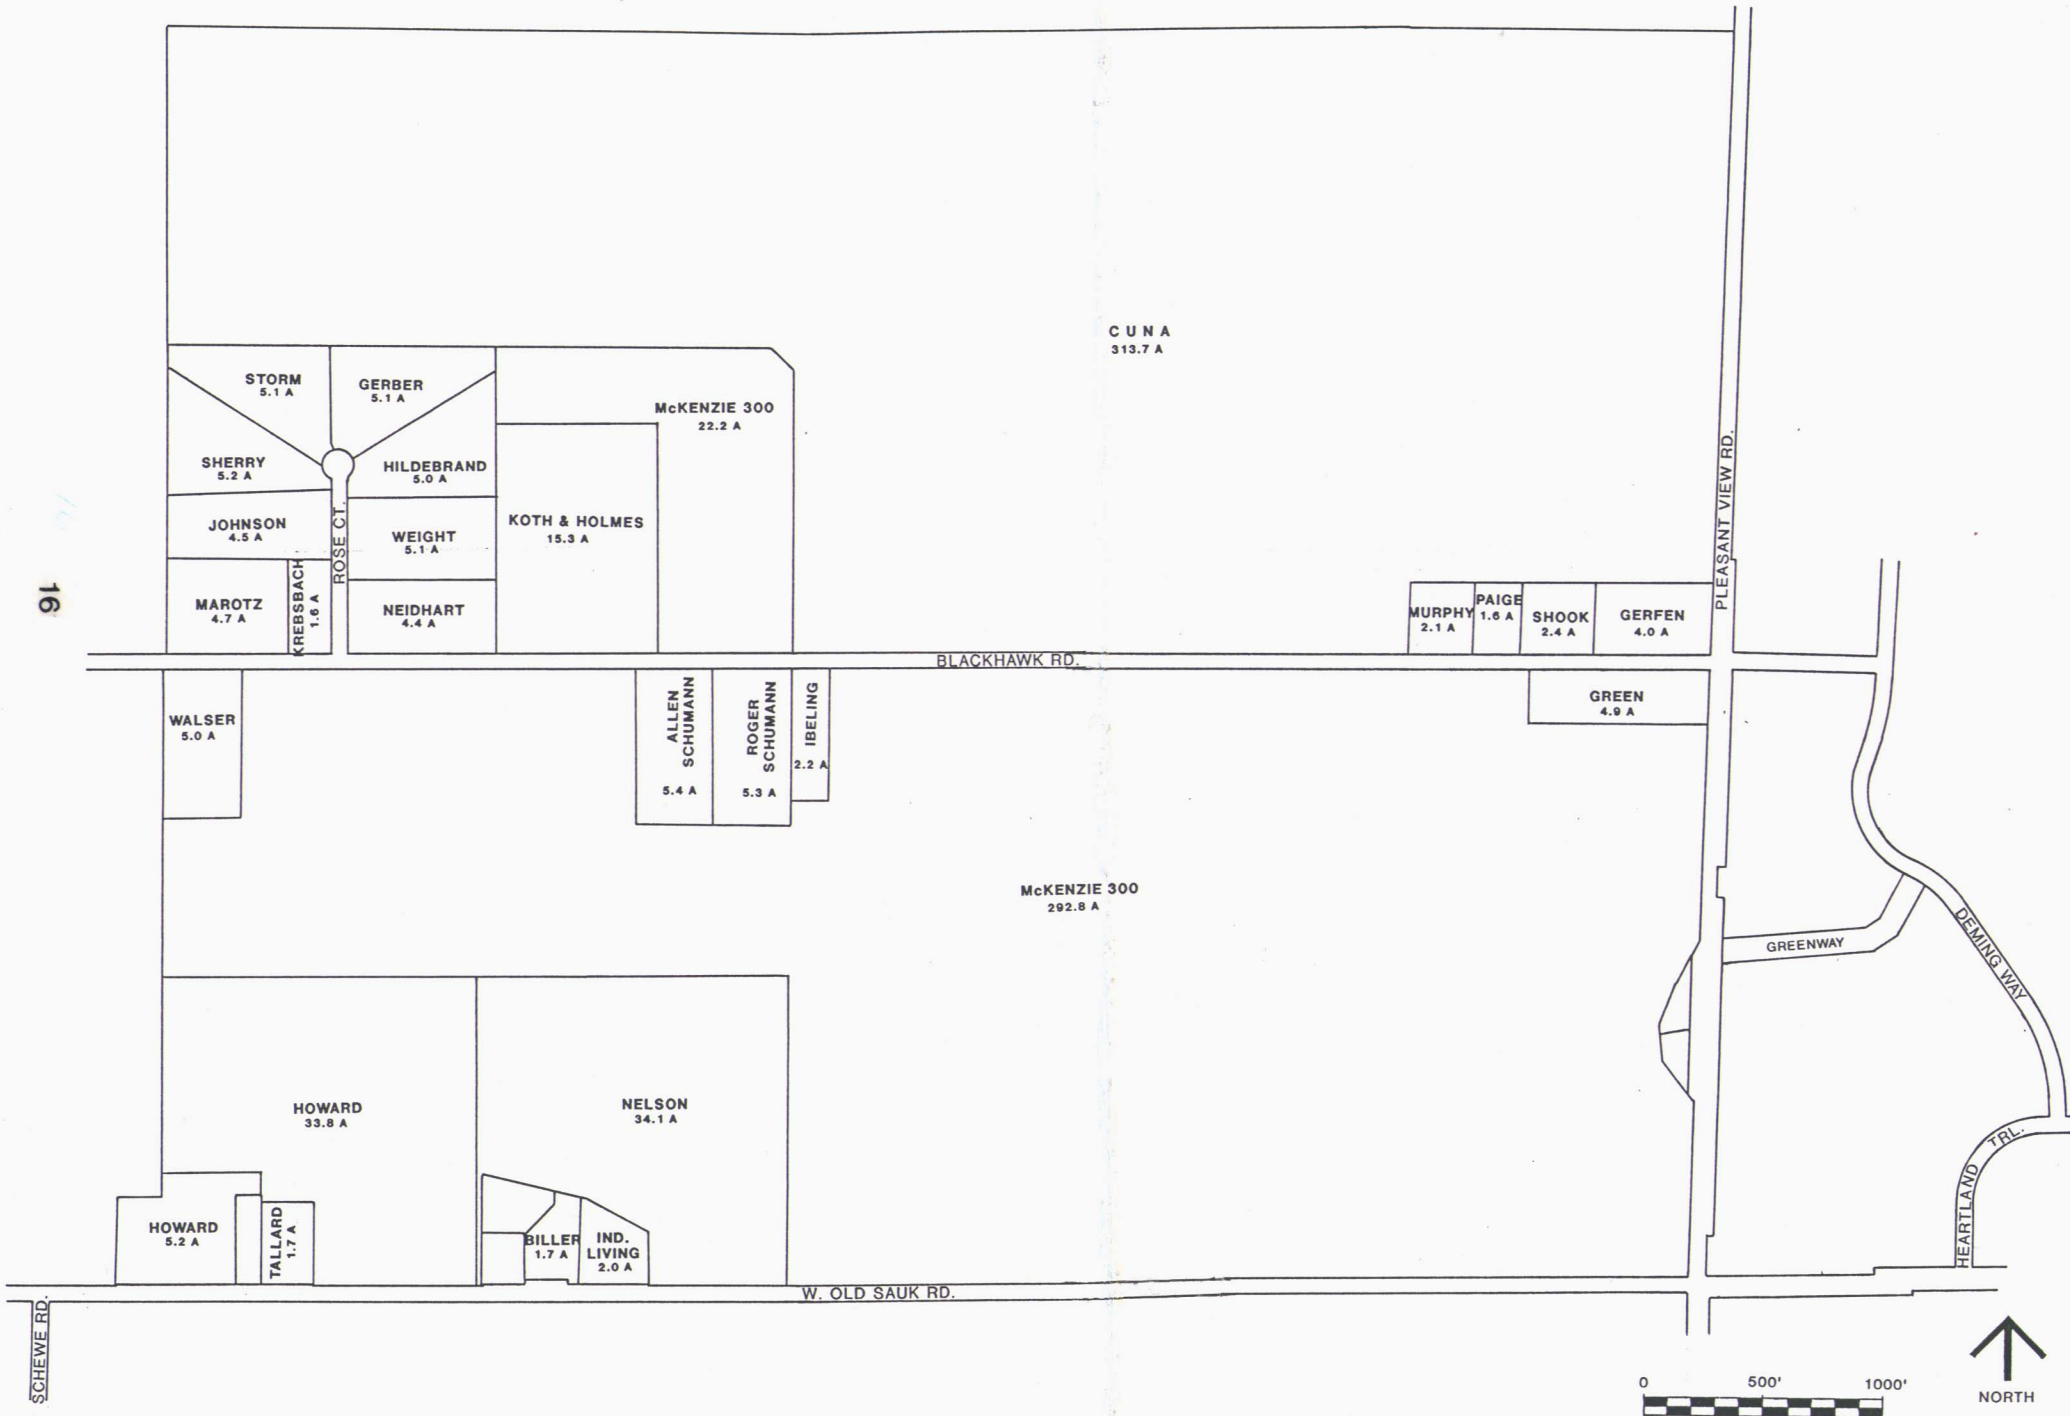 C U N A
313.7 A
STORM
5.1 A
GERBER
5.1 A
McKENZIE 300
22.2 A
SHERRY
5.2 A
HILDEBRAND
5.0 A
JOHNSON
4.5 A
ROSE CT.
WEIGHT
5.1 A
KOTH & HOLMES
15.3 A
PLEASANT VIEW RD.
16
MAROTZ
4.7 A
KREBSBACH
1.6 A
NEIDHART
4.4 A
MURPHY
2.1 A
PAIGE
1.6 A
SHOOK
2.4 A
GERFEN
4.0 A
BLACKHAWK RD.
WALSER
5.0 A
ALLEN
SCHUMANN
5.4 A
ROGER
SCHUMANN
5.3 A
IBELING
2.2 A
GREEN
4.9 A
McKENZIE 300
292.8 A
GREENWAY
DEMING WAY
HOWARD
33.8 A
NELSON
34.1 A
HEARTLAND TRL.
HOWARD
5.2 A
TALLARD
1.7 A
BILLER
1.7 A
IND.
LIVING
2.0 A
W. OLD SAUK RD.
SCHEWE RD.
0 500' 1000'
NORTH